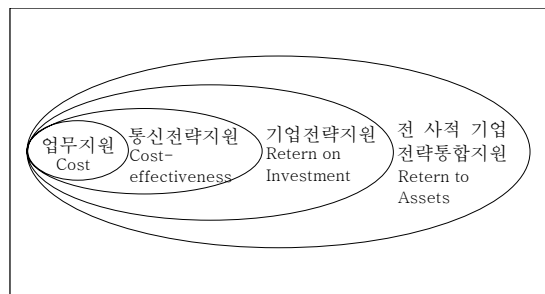 업무지원
Cost
통신전략지원
Cost-
effectiveness
기업전략지원
Retern on
Investment
전 사적 기업
전략통합지원
Retern to
Assets